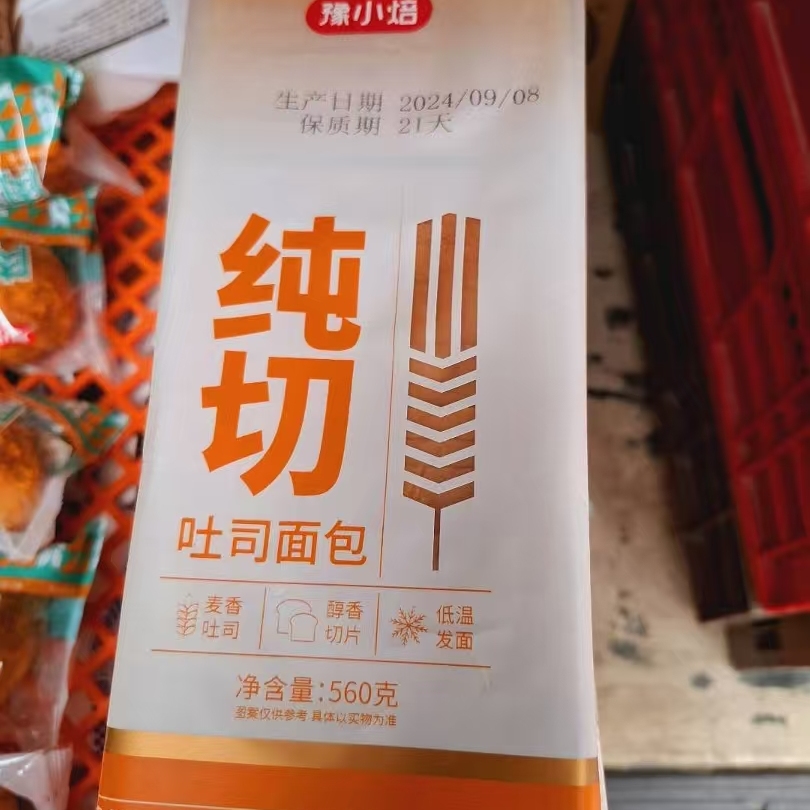 豫小焙
生产日期 2024/09/08
保质期 21天
纯
切
吐司面包
麦香
吐司
醇香
切片
低温
发面
净含量:560克
图案仅供参考 具体以实物为准